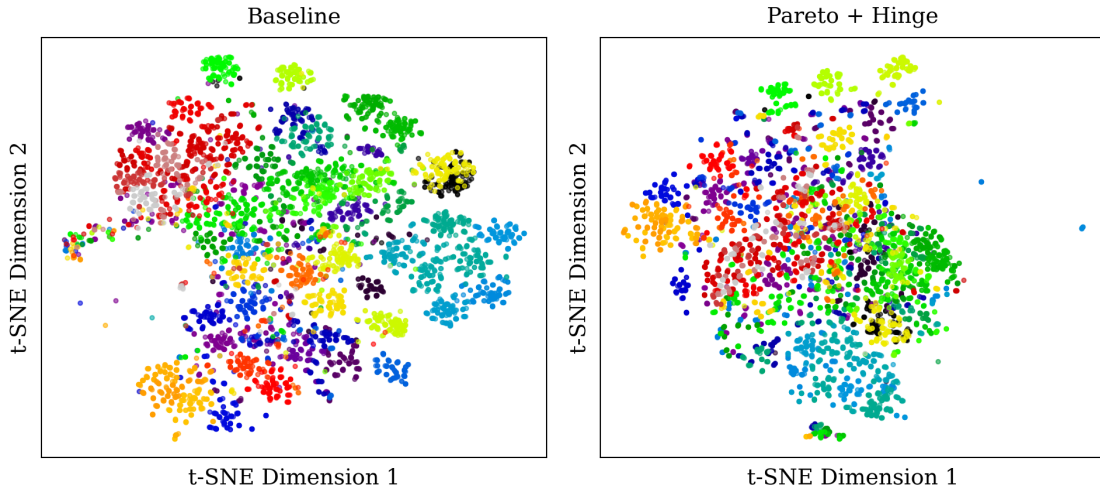 Baseline
Pareto + Hinge
t-SNE Dimension 2
t-SNE Dimension 2
t-SNE Dimension 1
t-SNE Dimension 1